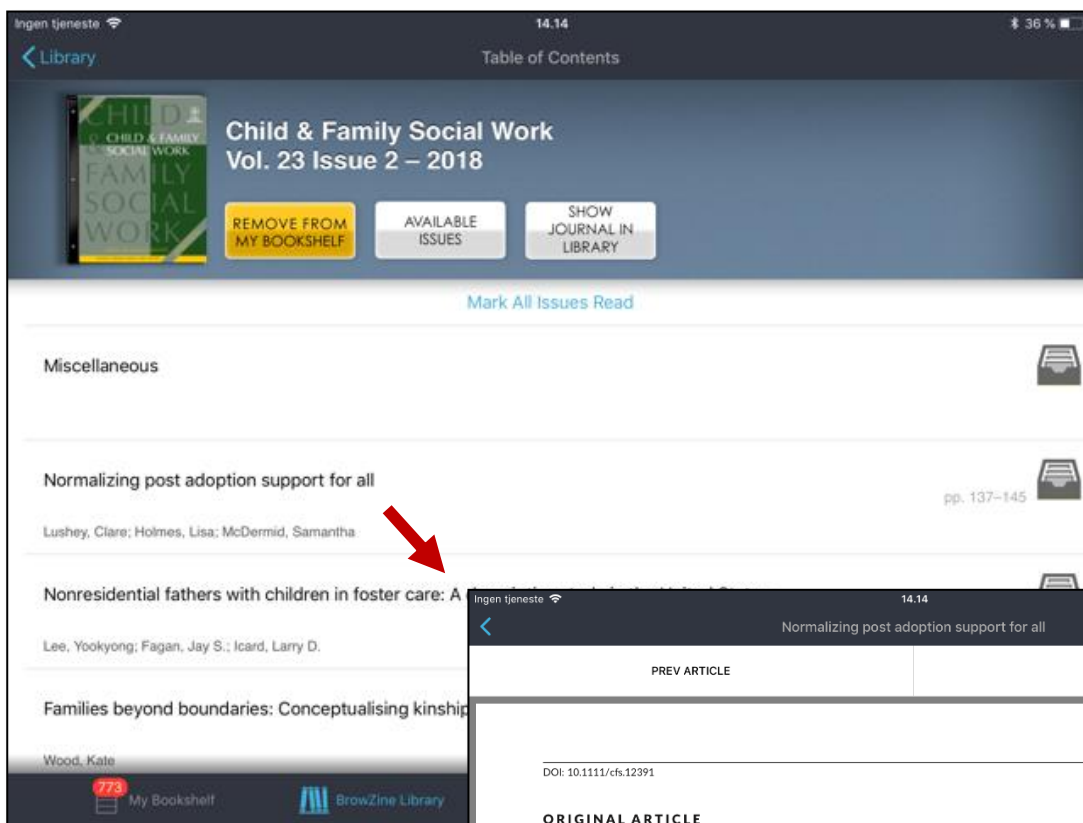 Ingen tjeneste 14.14 36 %
Library Table of Contents
CHILD
CHILD & FAMILY
SOCIAL WORK
FAMILY
SOCIAL
WORK
Child & Family Social Work
Vol. 23 Issue 2 – 2018
REMOVE FROM
MY BOOKSHELF
AVAILABLE
ISSUES
SHOW
JOURNAL IN
LIBRARY
Mark All Issues Read
Miscellaneous
Normalizing post adoption support for all
pp. 137–145
Lushey, Clare; Holmes, Lisa; McDermid, Samantha
Nonresidential fathers with children in foster care: A
Lee, Yookyong; Fagan, Jay S.; Icard, Larry D.
Families beyond boundaries: Conceptualising kinship
Wood, Kate
773
My Bookshelf BrowZine Library
Ingen tjeneste 14.14
Normalizing post adoption support for all
PREV ARTICLE
DOI: 10.1111/cfs.12391
ORIGINAL ARTICLE